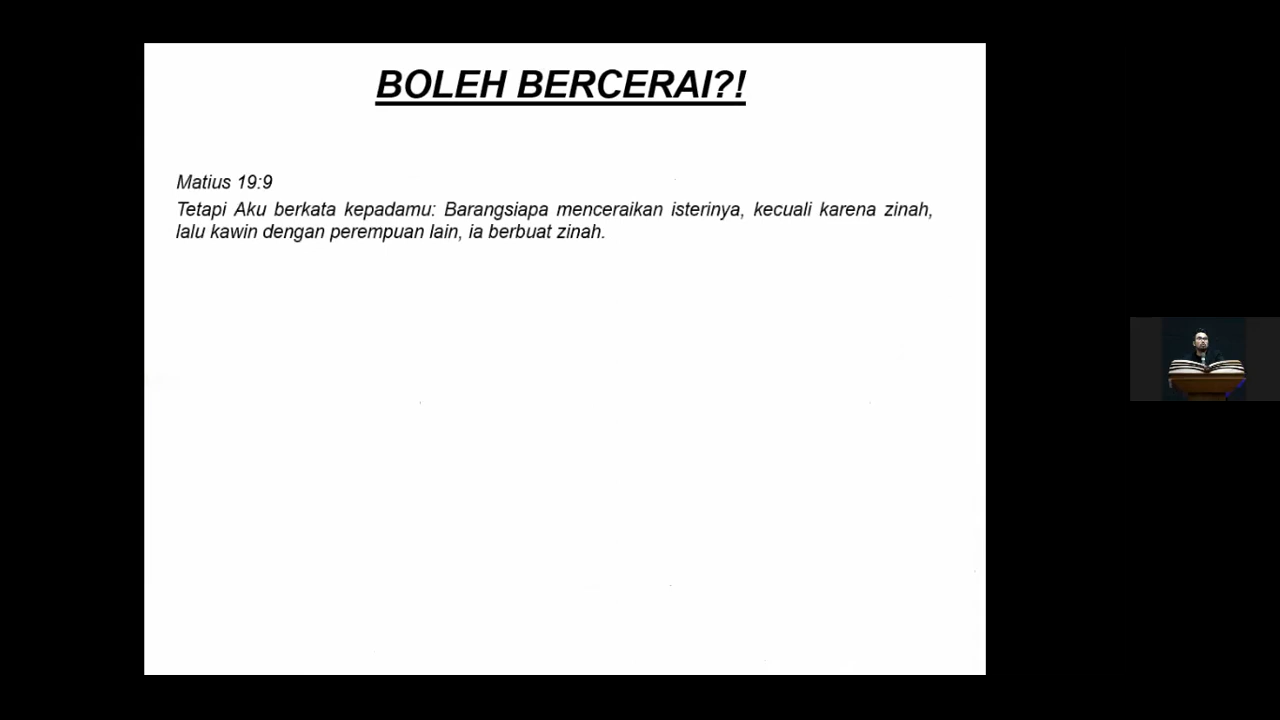 BOLEH BERCERAI?!
Matius 19:9
Tetapi Aku berkata kepadamu: Barangsiapa menceraikan isterinya, kecuali karena zinah,
lalu kawin dengan perempuan lain, ia berbuat zinah.